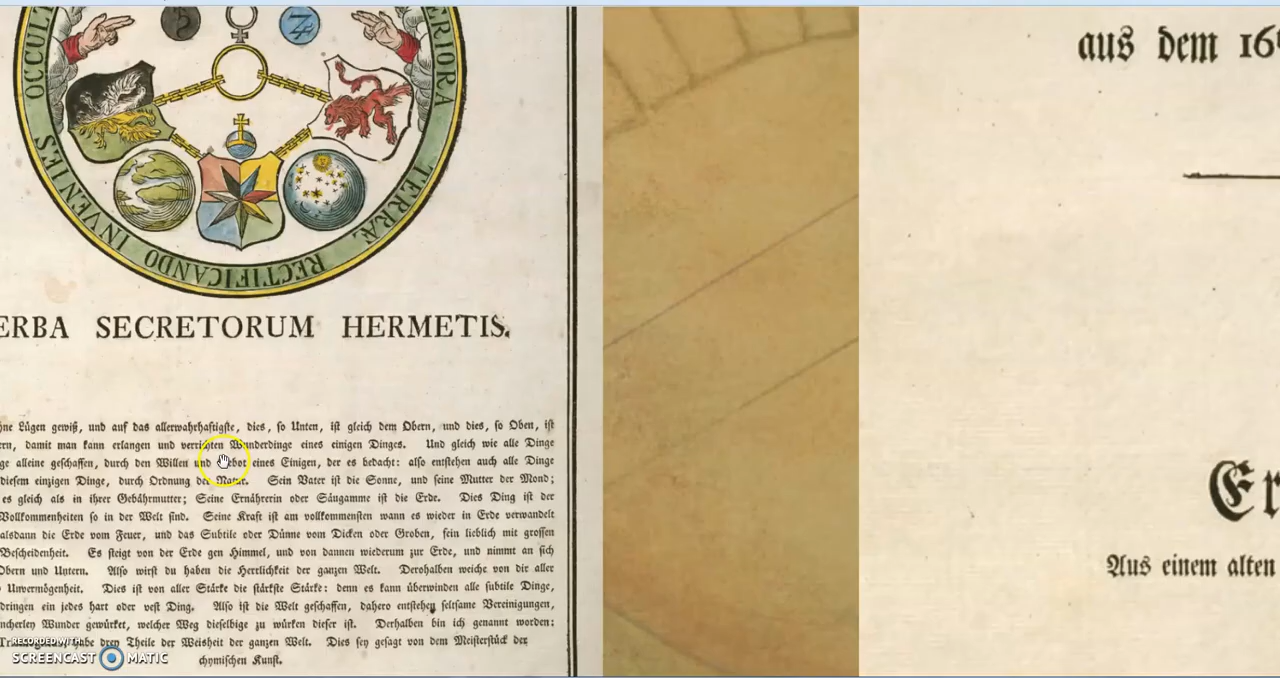 OCCULT
ERIORA
TERRÆ
RECTIFICANDO
INVENIES
ERBA SECRETORUM HERMETIS.
ne Lügen gewiß, und auf das allerwahrhaftigste, dies, so Unten, ist gleich dem Obern, und dies, so Oben, ist
ern, damit man kann erlangen und verrichten Wunderdinge eines einigen Dinges. Und gleich wie alle Dinge
ge alleine geschaffen, durch den Willen und Gebot eines Einigen, der es bedacht: also entstehen auch alle Dinge
diesem einzigen Dinge, durch Ordnung der Natur. Sein Vater ist die Sonne, und seine Mutter der Mond;
es gleich als in ihrer Gebährmutter; Seine Ernährerin oder Säugamme ist die Erde. Dies Ding ist der
Vollkommenheiten so in der Welt sind. Seine Kraft ist am vollkommensten wann es wieder in Erde verwandelt
alsdann die Erde vom Feuer, und das Subtile oder Dünne vom Dicken oder Groben, fein lieblich mit grossen
Bescheidenheit. Es steigt von der Erde gen Himmel, und von dannen wiederum zur Erde, und nimmt an sich
Obern und Untern. Also wirst du haben die Herrlichkeit der ganzen Welt. Derohalben weiche von dir aller
Unvermögenheit. Dies ist von aller Stärke die stärkste Stärke: denn es kann überwinden alle subtile Dinge,
dringen ein jedes hart oder vest Ding. Also ist die Welt geschaffen, dahero entstehen seltsame Vereinigungen,
ncherley Wunder gewürket, welcher Weg dieselbige zu würken dieser ist. Derhalben bin ich genannt worden:
habe drey Theile der Weisheit der ganzen Welt. Dies sey gesagt von dem Meisterstück der
chymischen Kunst.
aus dem 16
Er
Aus einem alten
RECORDED WITH
SCREENCAST MATIC